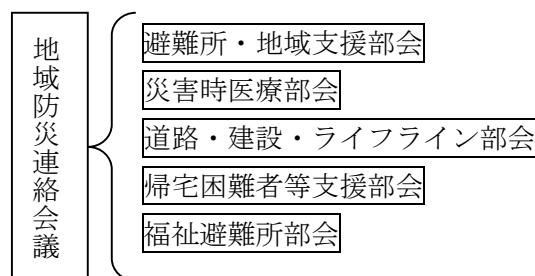 地域防災連絡会議
避難所・地域支援部会
災害時医療部会
道路・建設・ライフライン部会
帰宅困難者等支援部会
福祉避難所部会